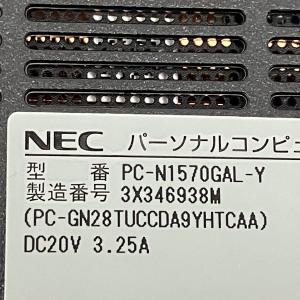 NEC パーソナルコンピュ
型 番 PC-N1570GAL-Y
製造番号 3X346938M
(PC-GN28TUCCDA9YHTCAA)
DC20V 3.25A